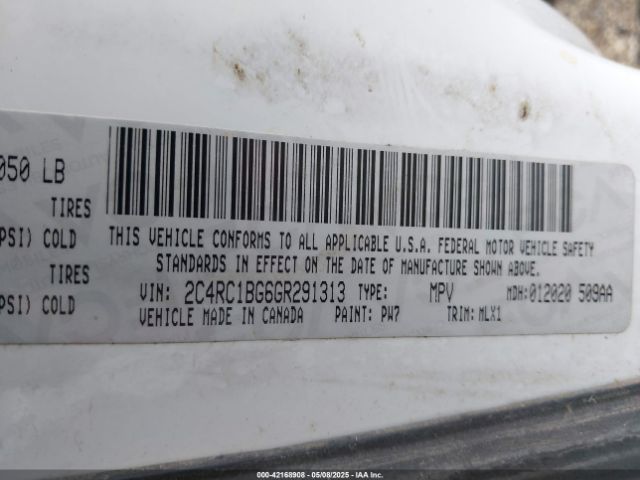 050 LB
TIRES
PSI) COLD
TIRES
PSI) COLD
THIS VEHICLE CONFORMS TO ALL APPLICABLE U.S.A. FEDERAL MOTOR VEHICLE SAFETY
STANDARDS IN EFFECT ON THE DATE OF MANUFACTURE SHOWN ABOVE.
VIN: 2C4RC1BG6GR291313 TYPE: MPV MDH:012020 509AA
VEHICLE MADE IN CANADA PAINT: PW7 TRIM: MLX1
000-42168908 - 05/08/2025 - IAA Inc.